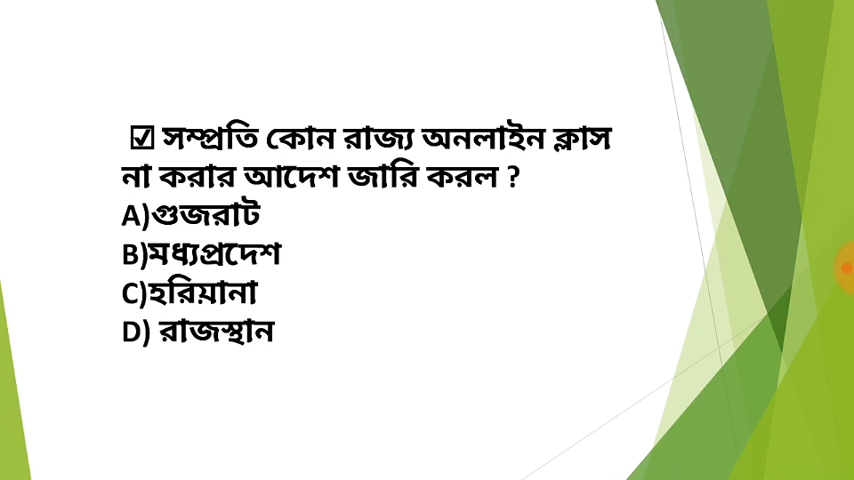 ☑ সম্প্রতি কোন রাজ্য অনলাইন ক্লাস
না করার আদেশ জারি করল ?
A)গুজরাট
B)মধ্যপ্রদেশ
C)হরিয়ানা
D) রাজস্থান